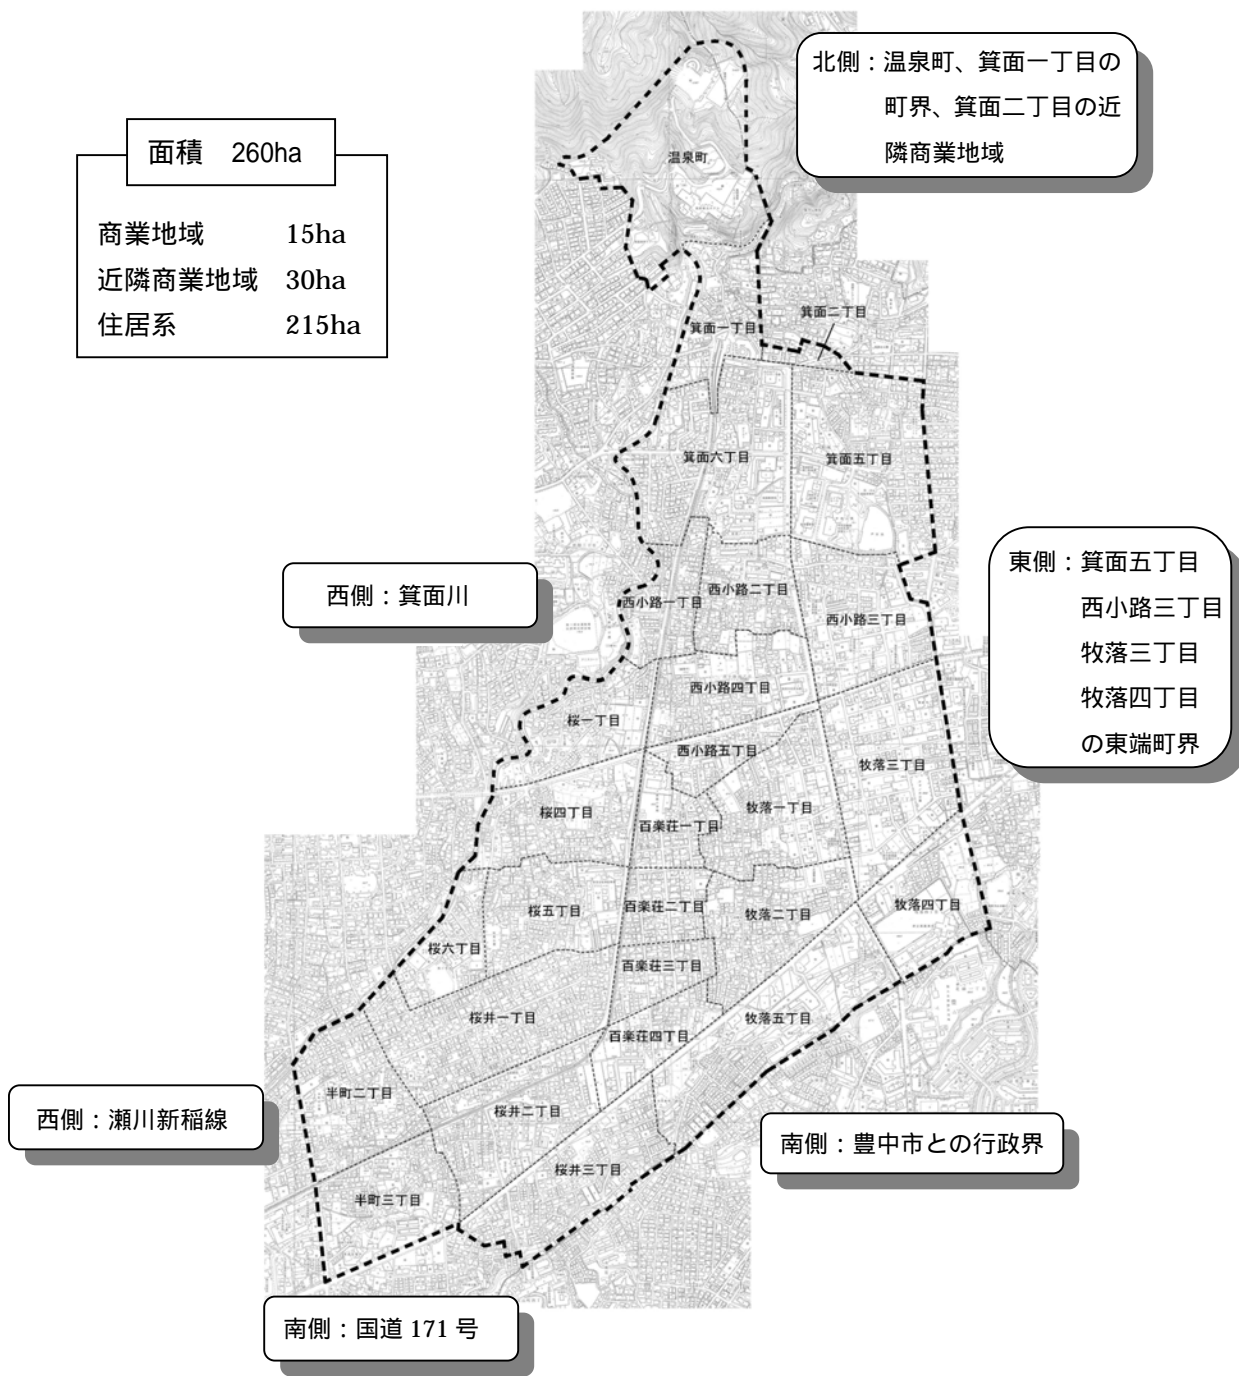 北側：温泉町、箕面一丁目の
町界、箕面二丁目の近
隣商業地域
面積　260ha
商業地域　15ha
近隣商業地域　30ha
住居系　215ha
温泉町
箕面二丁目
箕面一丁目
箕面六丁目
箕面五丁目
西側：箕面川
東側：箕面五丁目
西小路三丁目
牧落三丁目
牧落四丁目
の東端町界
西小路二丁目
西小路一丁目
西小路三丁目
西小路四丁目
桜一丁目
西小路五丁目
牧落三丁目
桜四丁目
牧落一丁目
百楽荘一丁目
牧落四丁目
桜五丁目
百楽荘二丁目
牧落二丁目
桜六丁目
百楽荘三丁目
桜井一丁目
牧落五丁目
百楽荘四丁目
半町二丁目
桜井二丁目
西側：瀬川新稲線
南側：豊中市との行政界
桜井三丁目
半町三丁目
南側：国道 171 号